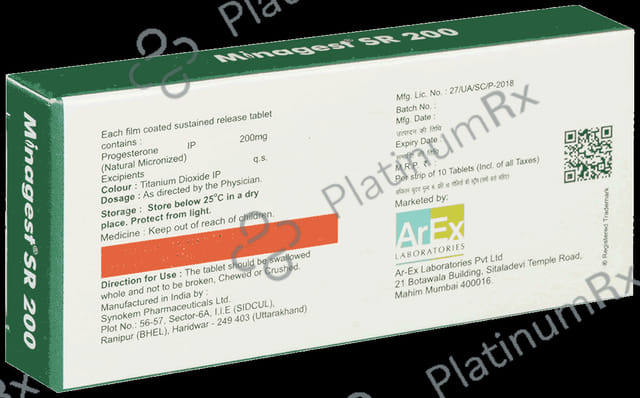 Minagest® SR 200
Minagest® SR 200
Each film coated sustained release tablet
contains :
Progesterone IP 200mg
(Natural Micronized)
Excipients q.s.
Colour : Titanium Dioxide IP
Dosage : As directed by the Physician.
Storage : Store below 25°C in a dry
place. Protect from light.
Medicine : Keep out of reach of children.
Direction for Use : The tablet should be swallowed
whole and not to be broken, Chewed or Crushed.
Manufactured in India by :
Synokem Pharmaceuticals Ltd.
Plot No.: 56-57, Sector-6A, I.I.E (SIDCUL),
Ranipur (BHEL), Haridwar - 249 403 (Uttarakhand)
Mfg. Lic. No. : 27/UA/SC/P-2018
Batch No. :
Mfg. Date :
उत्पादन की तिथि
Expiry Date :
M.R.P. ₹ :
Per strip of 10 Tablets (Incl. of all Taxes)
Marketed by:
ArEx
LABORATORIES
Ar-Ex Laboratories Pvt Ltd
21 Botawala Building, Sitaladevi Temple Road,
Mahim Mumbai 400016.
® Registered Trademark
PlatinumRx
PlatinumRx
PlatinumRx
PlatinumRx